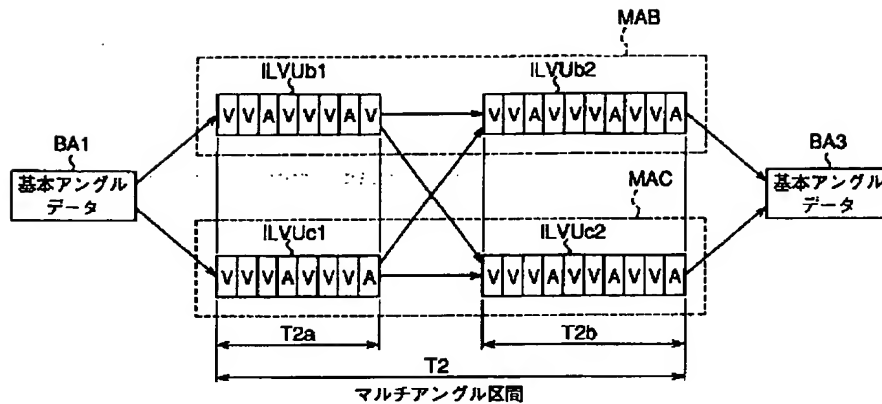 MAB
ILVUb1
ILVUb2
V V A V V V A V
V V A V V V A V V A
BA1
基本アングル
データ
BA3
基本アングル
データ
MAC
ILVUc1
ILVUc2
V V V A V V V A
V V V A V V A V V A
T2a
T2b
T2
マルチアングル区間